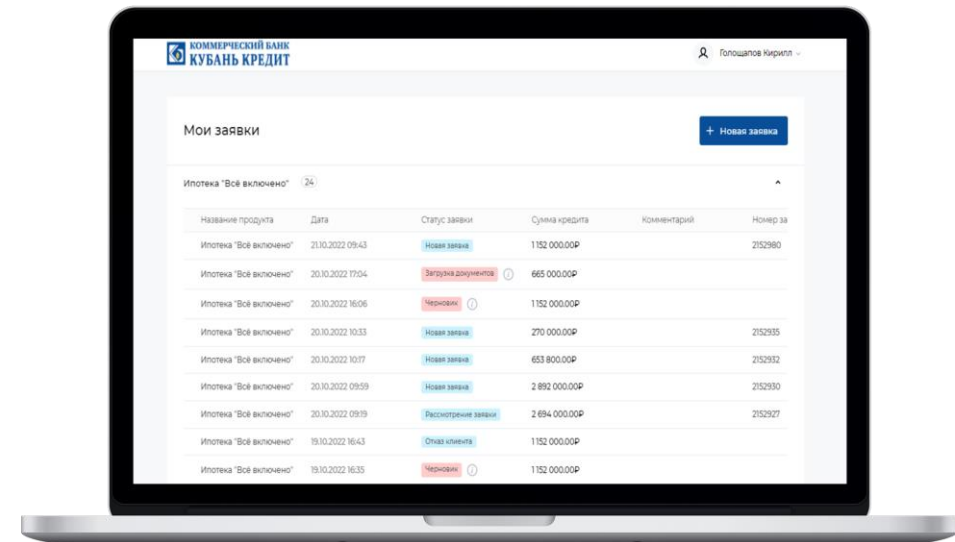 КОММЕРЧЕСКИЙ БАНК
КУБАНЬ КРЕДИТ
Голощапов Кирилл
Мои заявки
+ Новая заявка
Ипотека "Всё включено" 24
Название продукта Дата Статус заявки Сумма кредита Комментарий Номер за
Ипотека "Всё включено" 21.10.2022 09:43 Новая заявка 1 152 000.00₽ 2152980
Ипотека "Всё включено" 20.10.2022 17:04 Загрузка документов 665 000.00₽
Ипотека "Всё включено" 20.10.2022 16:06 Черновик 1 152 000.00₽
Ипотека "Всё включено" 20.10.2022 10:33 Новая заявка 270 000.00₽ 2152935
Ипотека "Всё включено" 20.10.2022 10:17 Новая заявка 653 800.00₽ 2152932
Ипотека "Всё включено" 20.10.2022 09:59 Новая заявка 2 892 000.00₽ 2152930
Ипотека "Всё включено" 20.10.2022 09:19 Рассмотрение заявки 2 694 000.00₽ 2152927
Ипотека "Всё включено" 19.10.2022 16:43 Отказ клиента 1 152 000.00₽
Ипотека "Всё включено" 19.10.2022 16:35 Черновик 1 152 000.00₽